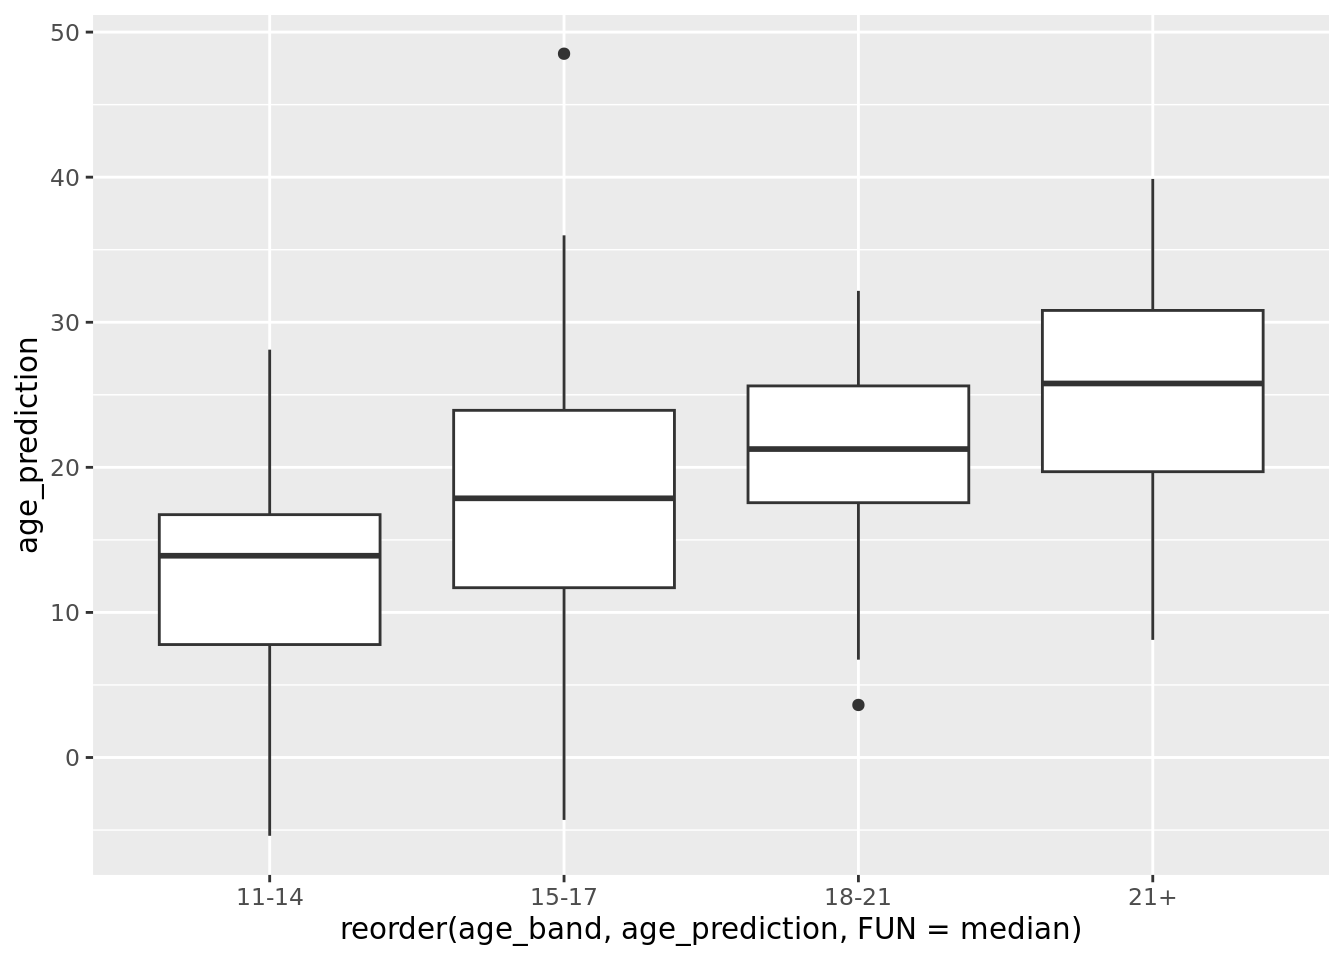 50
40
30
20
10
0
age_prediction
11-14 15-17 18-21 21+
reorder(age_band, age_prediction, FUN = median)